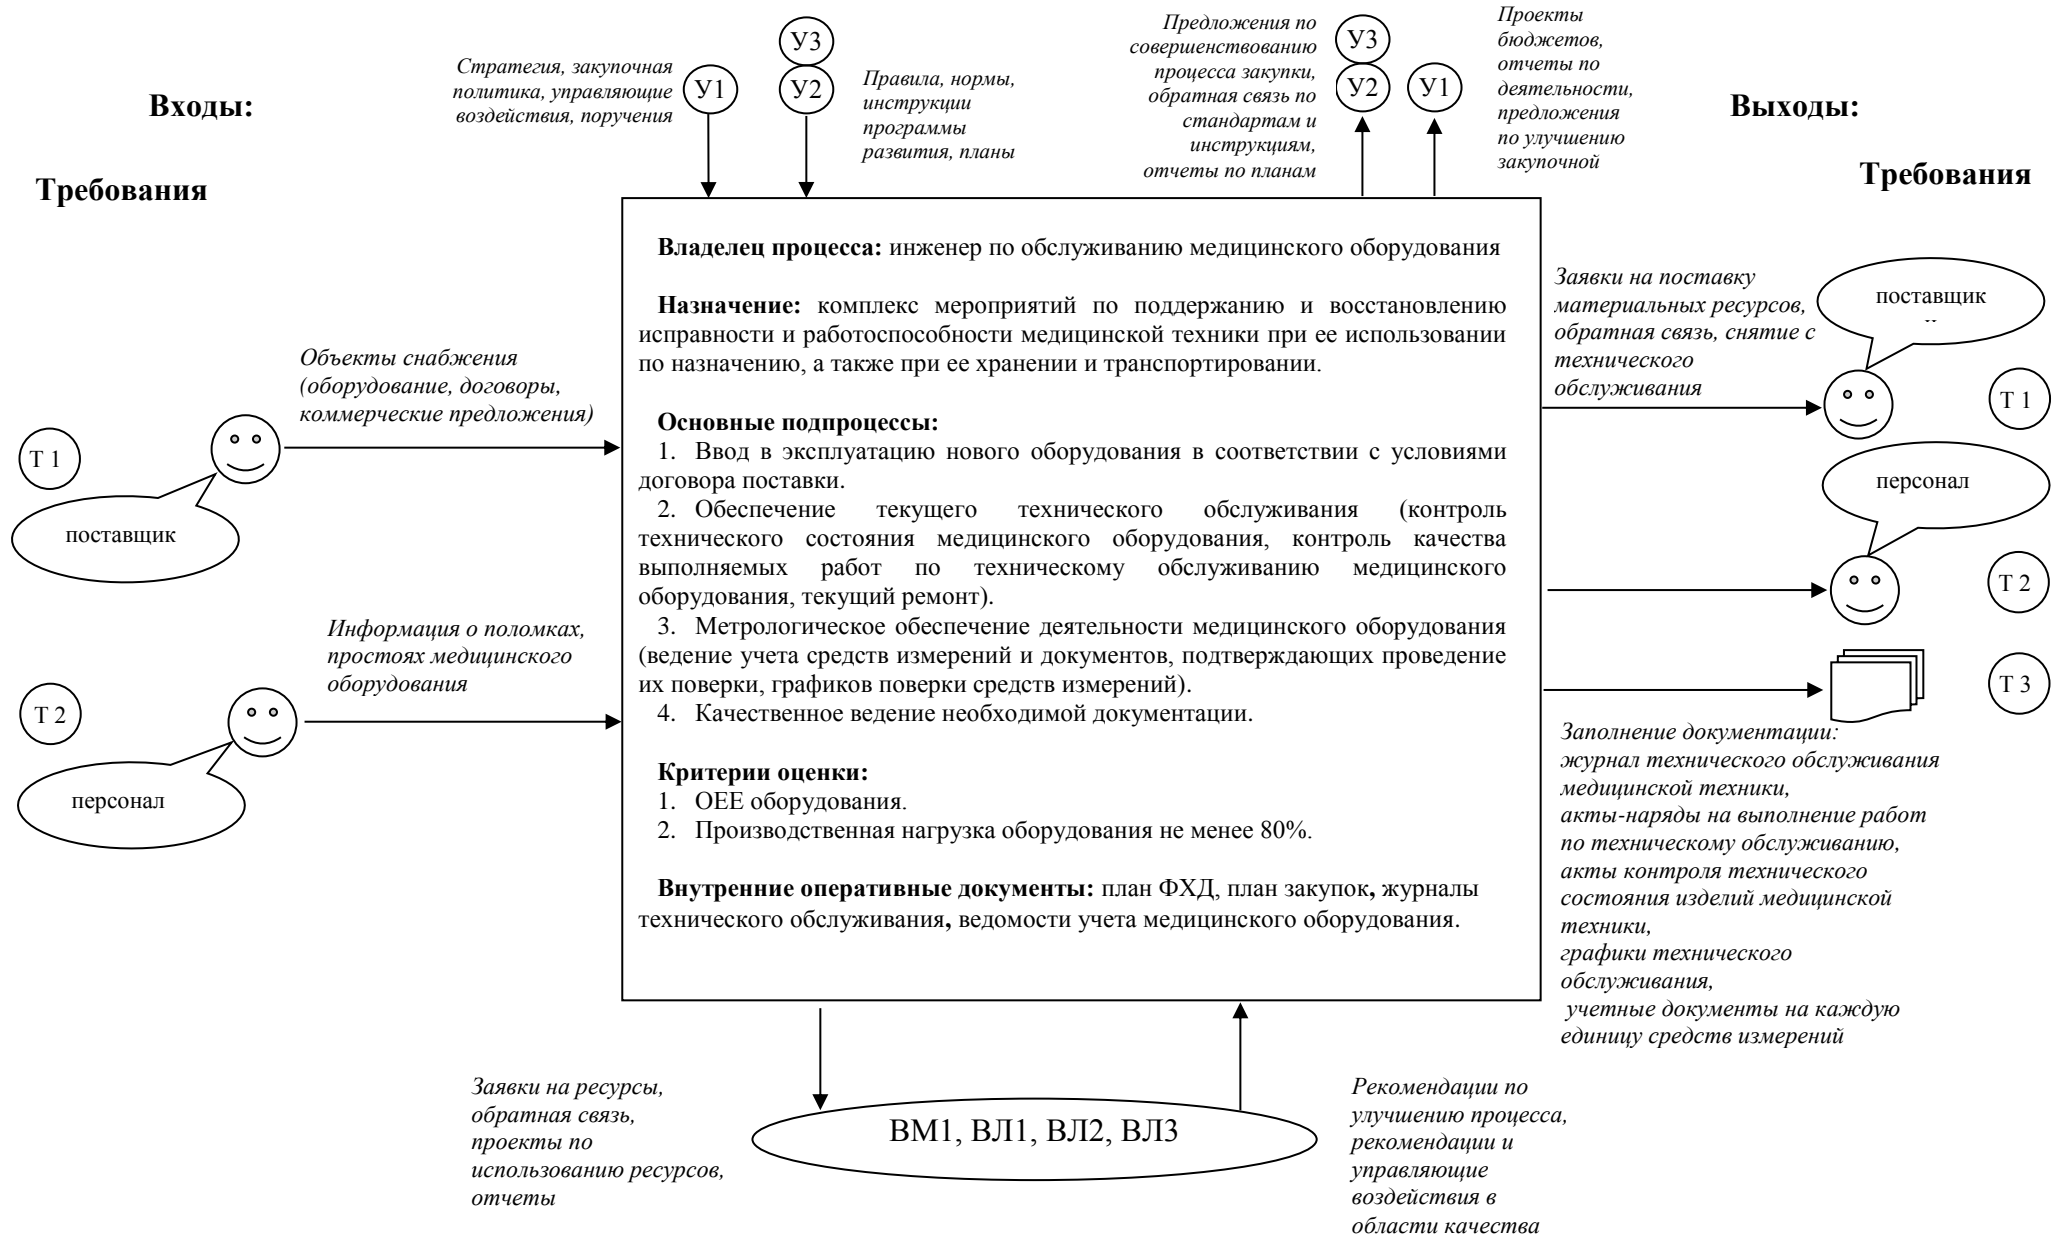 Входы:
Требования
Стратегия, закупочная
политика, управляющие
воздействия, поручения
У1
У3
У2
Правила, нормы,
инструкции
программы
развития, планы
Предложения по
совершенствованию
процесса закупки,
обратная связь по
стандартам и
инструкциям,
отчеты по планам
У3
У2
У1
Проекты
бюджетов,
отчеты по
деятельности,
предложения
по улучшению
закупочной
Выходы:
Требования
Объекты снабжения
(оборудование, договоры,
коммерческие предложения)
Т 1
поставщик
Информация о поломках,
простоях медицинского
оборудования
Т 2
персонал
Владелец процесса: инженер по обслуживанию медицинского оборудования
Назначение: комплекс мероприятий по поддержанию и восстановлению
исправности и работоспособности медицинской техники при ее использовании
по назначению, а также при ее хранении и транспортировании.
Основные подпроцессы:
1. Ввод в эксплуатацию нового оборудования в соответствии с условиями
договора поставки.
2. Обеспечение текущего технического обслуживания (контроль
технического состояния медицинского оборудования, контроль качества
выполняемых работ по техническому обслуживанию медицинского
оборудования, текущий ремонт).
3. Метрологическое обеспечение деятельности медицинского оборудования
(ведение учета средств измерений и документов, подтверждающих проведение
их поверки, графиков поверки средств измерений).
4. Качественное ведение необходимой документации.
Критерии оценки:
1. ОЕЕ оборудования.
2. Производственная нагрузка оборудования не менее 80%.
Внутренние оперативные документы: план ФХД, план закупок, журналы
технического обслуживания, ведомости учета медицинского оборудования.
Заявки на поставку
материальных ресурсов,
обратная связь, снятие с
технического
обслуживания
поставщик
Т 1
персонал
Т 2
Т 3
Заполнение документации:
журнал технического обслуживания
медицинской техники,
акты-наряды на выполнение работ
по техническому обслуживанию,
акты контроля технического
состояния изделий медицинской
техники,
графики технического
обслуживания,
учетные документы на каждую
единицу средств измерений
Заявки на ресурсы,
обратная связь,
проекты по
использованию ресурсов,
отчеты
ВМ1, ВЛ1, ВЛ2, ВЛ3
Рекомендации по
улучшению процесса,
рекомендации и
управляющие
воздействия в
области качества